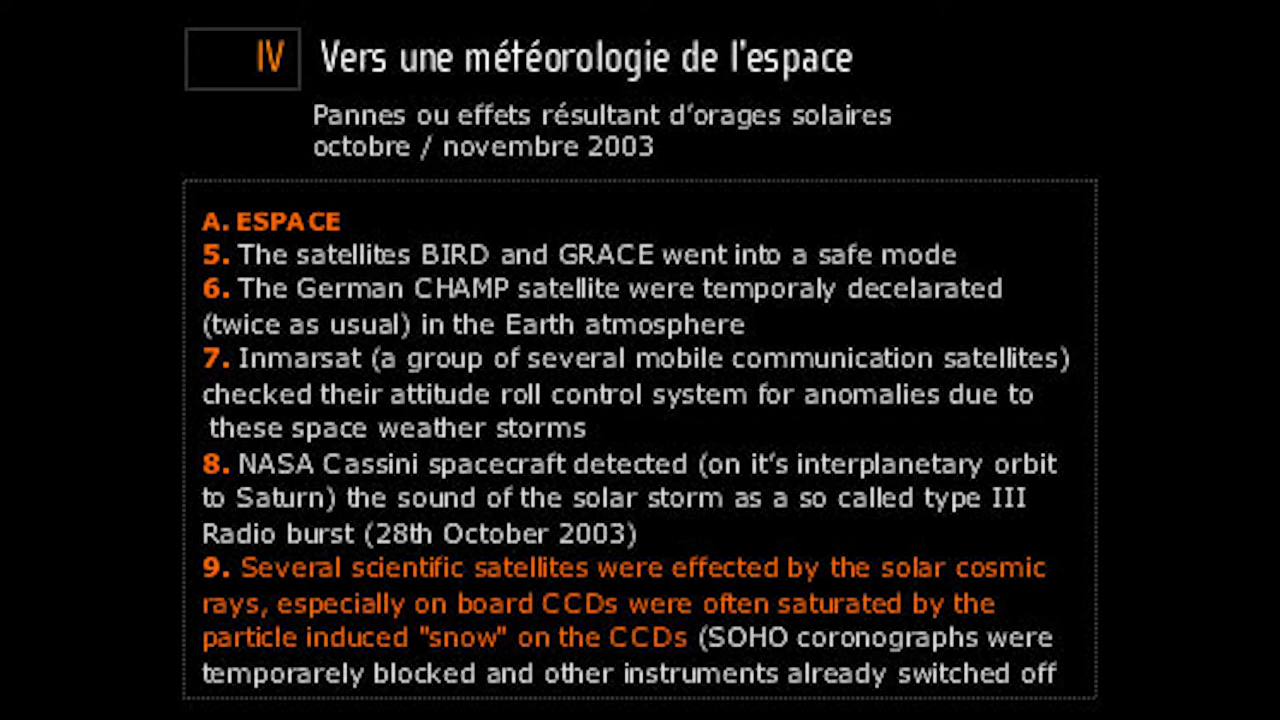 IV Vers une météorologie de l'espace
Pannes ou effets résultant d'orages solaires
octobre / novembre 2003
A. ESPACE
5. The satellites BIRD and GRACE went into a safe mode
6. The German CHAMP satellite were temporaly decelarated
(twice as usual) in the Earth atmosphere
7. Inmarsat (a group of several mobile communication satellites)
checked their attitude roll control system for anomalies due to
these space weather storms
8. NASA Cassini spacecraft detected (on it's interplanetary orbit
to Saturn) the sound of the solar storm as a so called type III
Radio burst (28th October 2003)
9. Several scientific satellites were effected by the solar cosmic
rays, especially on board CCDs were often saturated by the
particle induced "snow" on the CCDs (SOHO coronographs were
temporarely blocked and other instruments already switched off